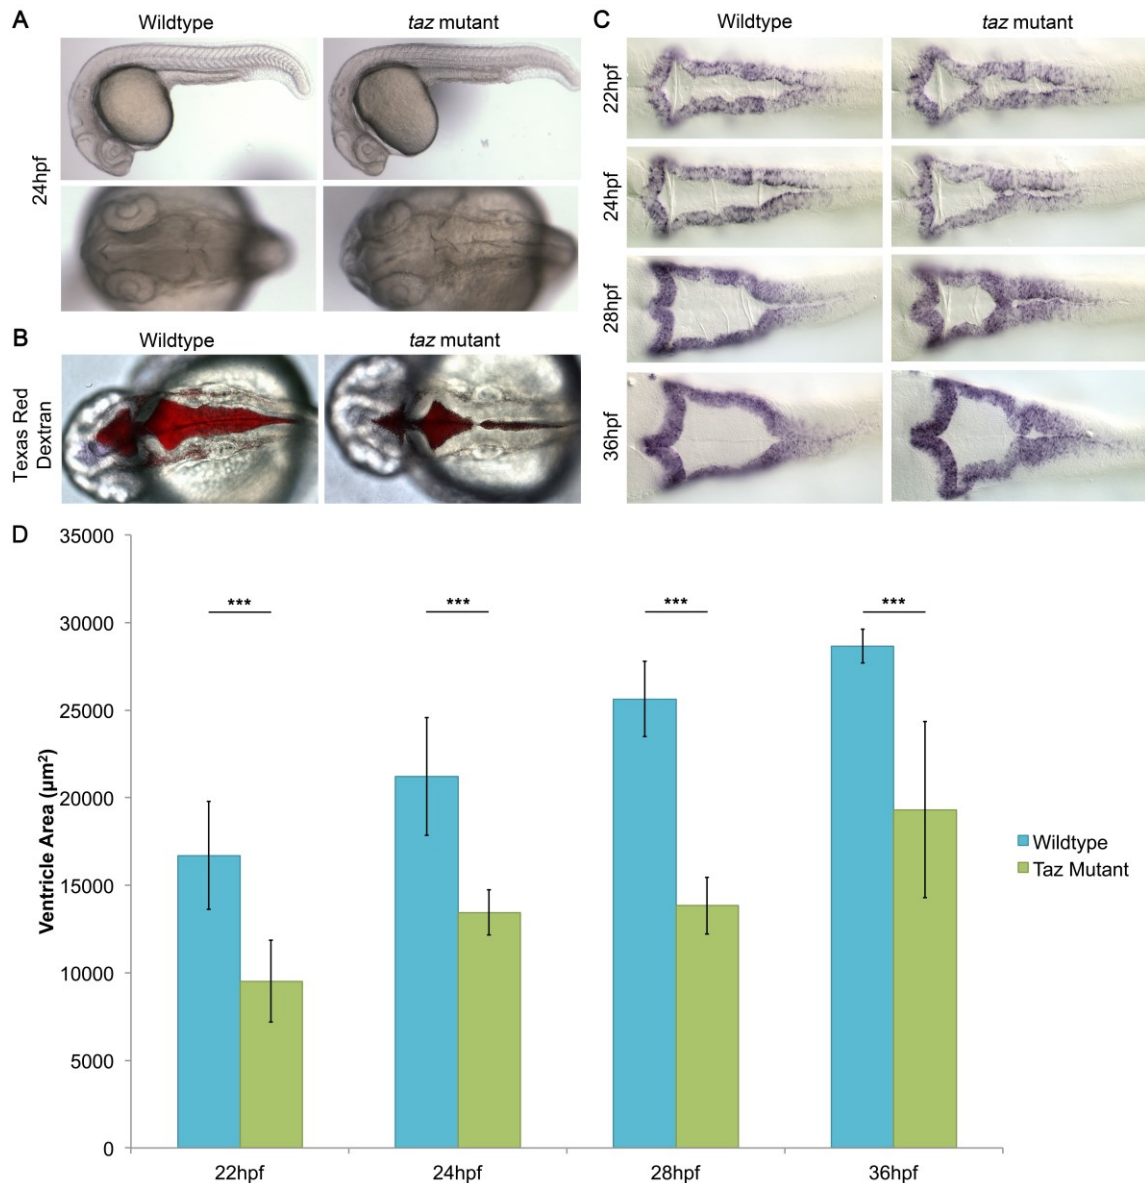 A
Wildtype
taz mutant
24hpf
B
Wildtype
taz mutant
Texas Red
Dextran
C
Wildtype
taz mutant
22hpf
24hpf
28hpf
36hpf
D
35000
30000
25000
20000
15000
10000
5000
0
Ventricle Area (µm²)
***
***
***
***
22hpf
24hpf
28hpf
36hpf
Wildtype
Taz Mutant